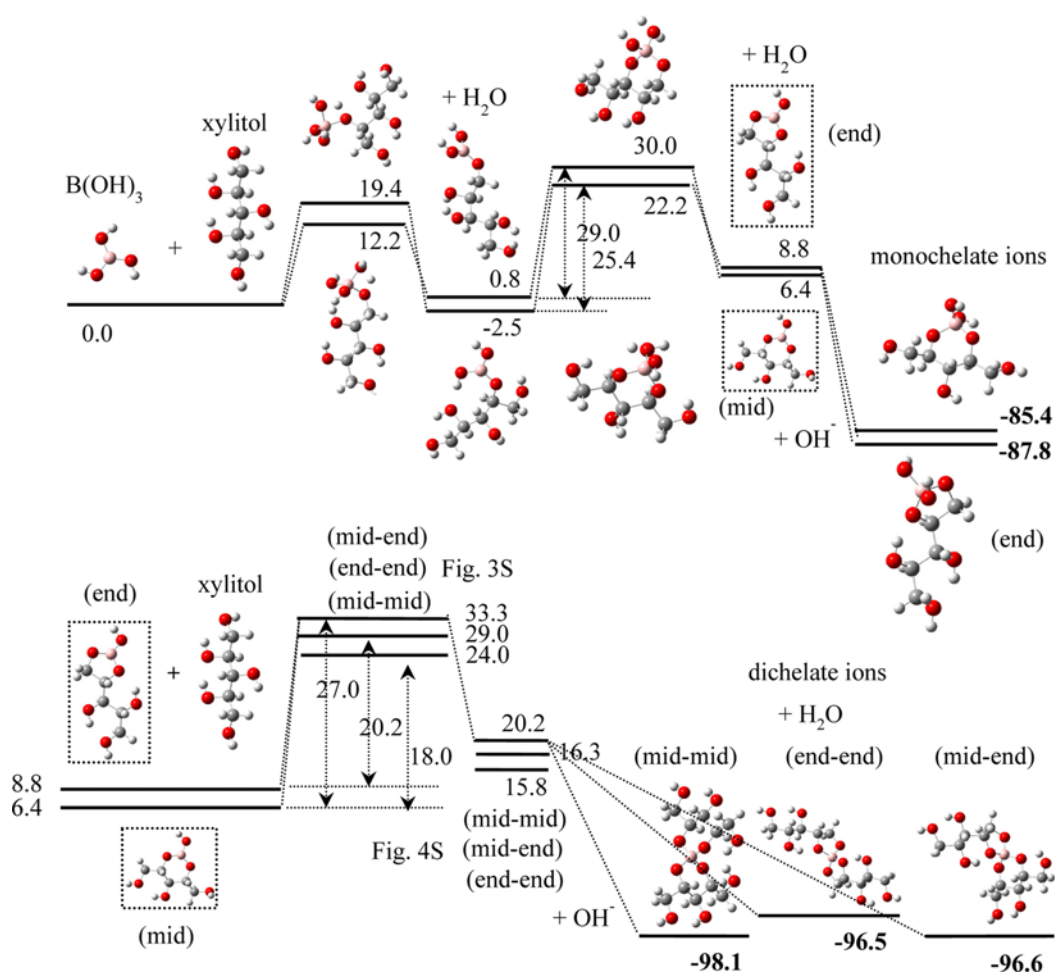 + H₂O
30.0
+ H₂O
(end)
xylitol
B(OH)₃
+
19.4
12.2
22.2
29.0
25.4
8.8
6.4
monochelate ions
0.0
0.8
-2.5
(mid)
+ OH⁻
-85.4
-87.8
(end)
(mid-end)
(end-end)
(mid-mid)
Fig. 3S
(end)
xylitol
+
33.3
29.0
24.0
27.0
20.2
18.0
dichelate ions
+ H₂O
20.2
16.3
15.8
(mid-mid)
(end-end)
(mid-end)
8.8
6.4
(mid-mid)
(mid-end)
(end-end)
Fig. 4S
(mid)
+ OH⁻
-98.1
-96.5
-96.6